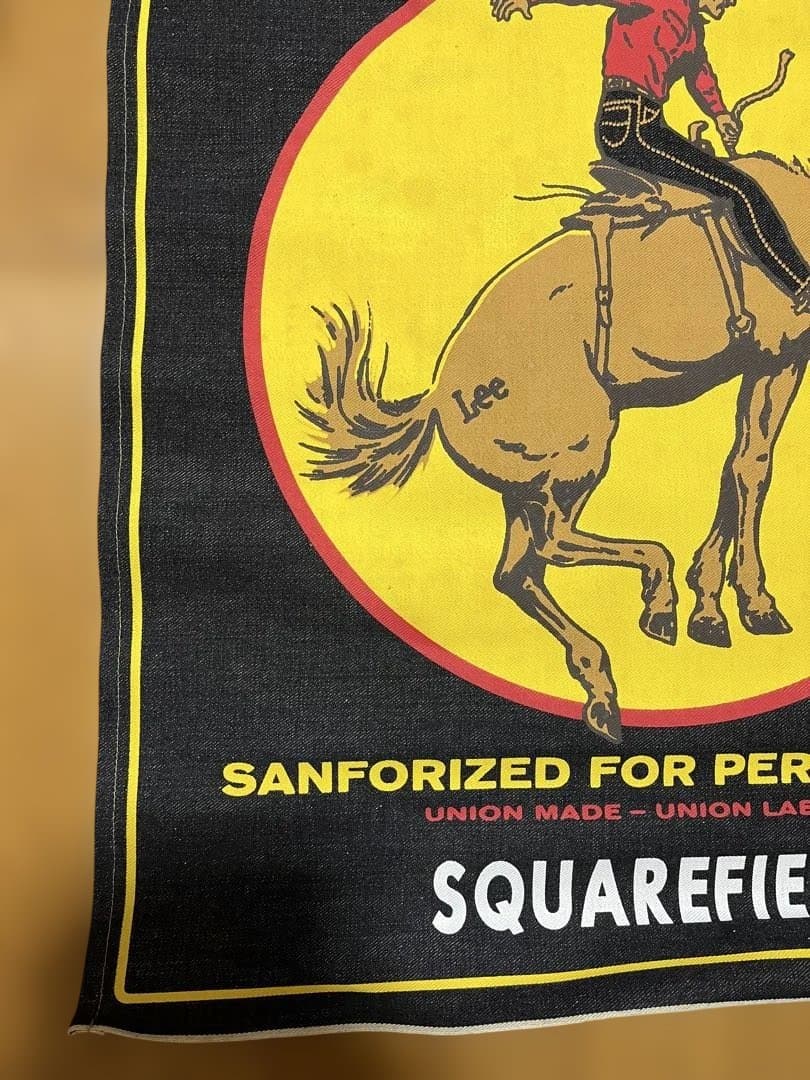 Lee
SANFORIZED FOR PER
UNION MADE – UNION LAB
SQUAREFIE